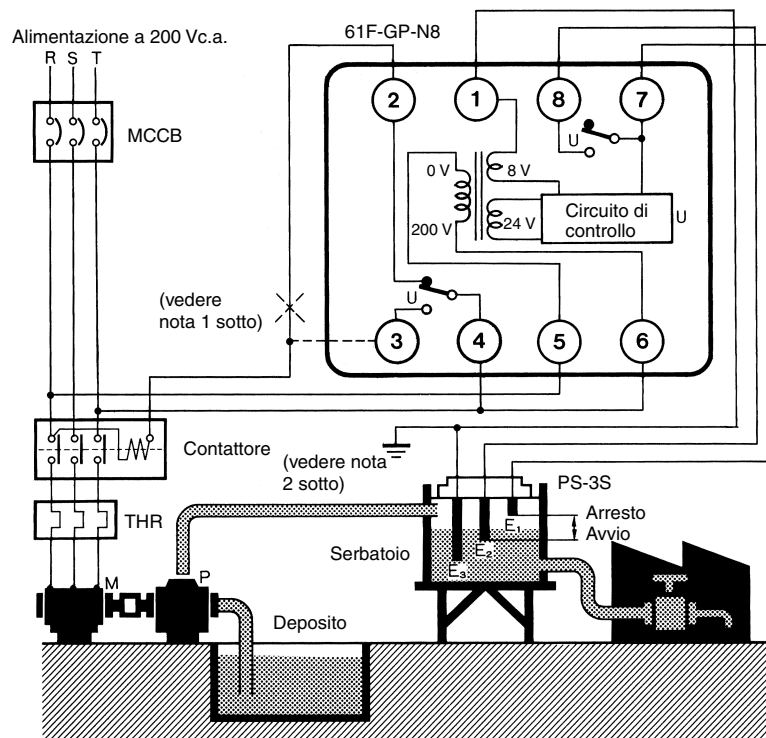 Alimentazione a 200 Vc.a.
61F-GP-N8
R S T
MCCB
2
1
8
7
U
0 V
8 V
200 V
24 V
Circuito di
controllo
U
(vedere
nota 1 sotto)
U
3
4
5
6
Contattore
(vedere nota
2 sotto)
PS-3S
THR
E₁
Arresto
Avvio
E₂
Serbatoio
E₃
M
P
Deposito